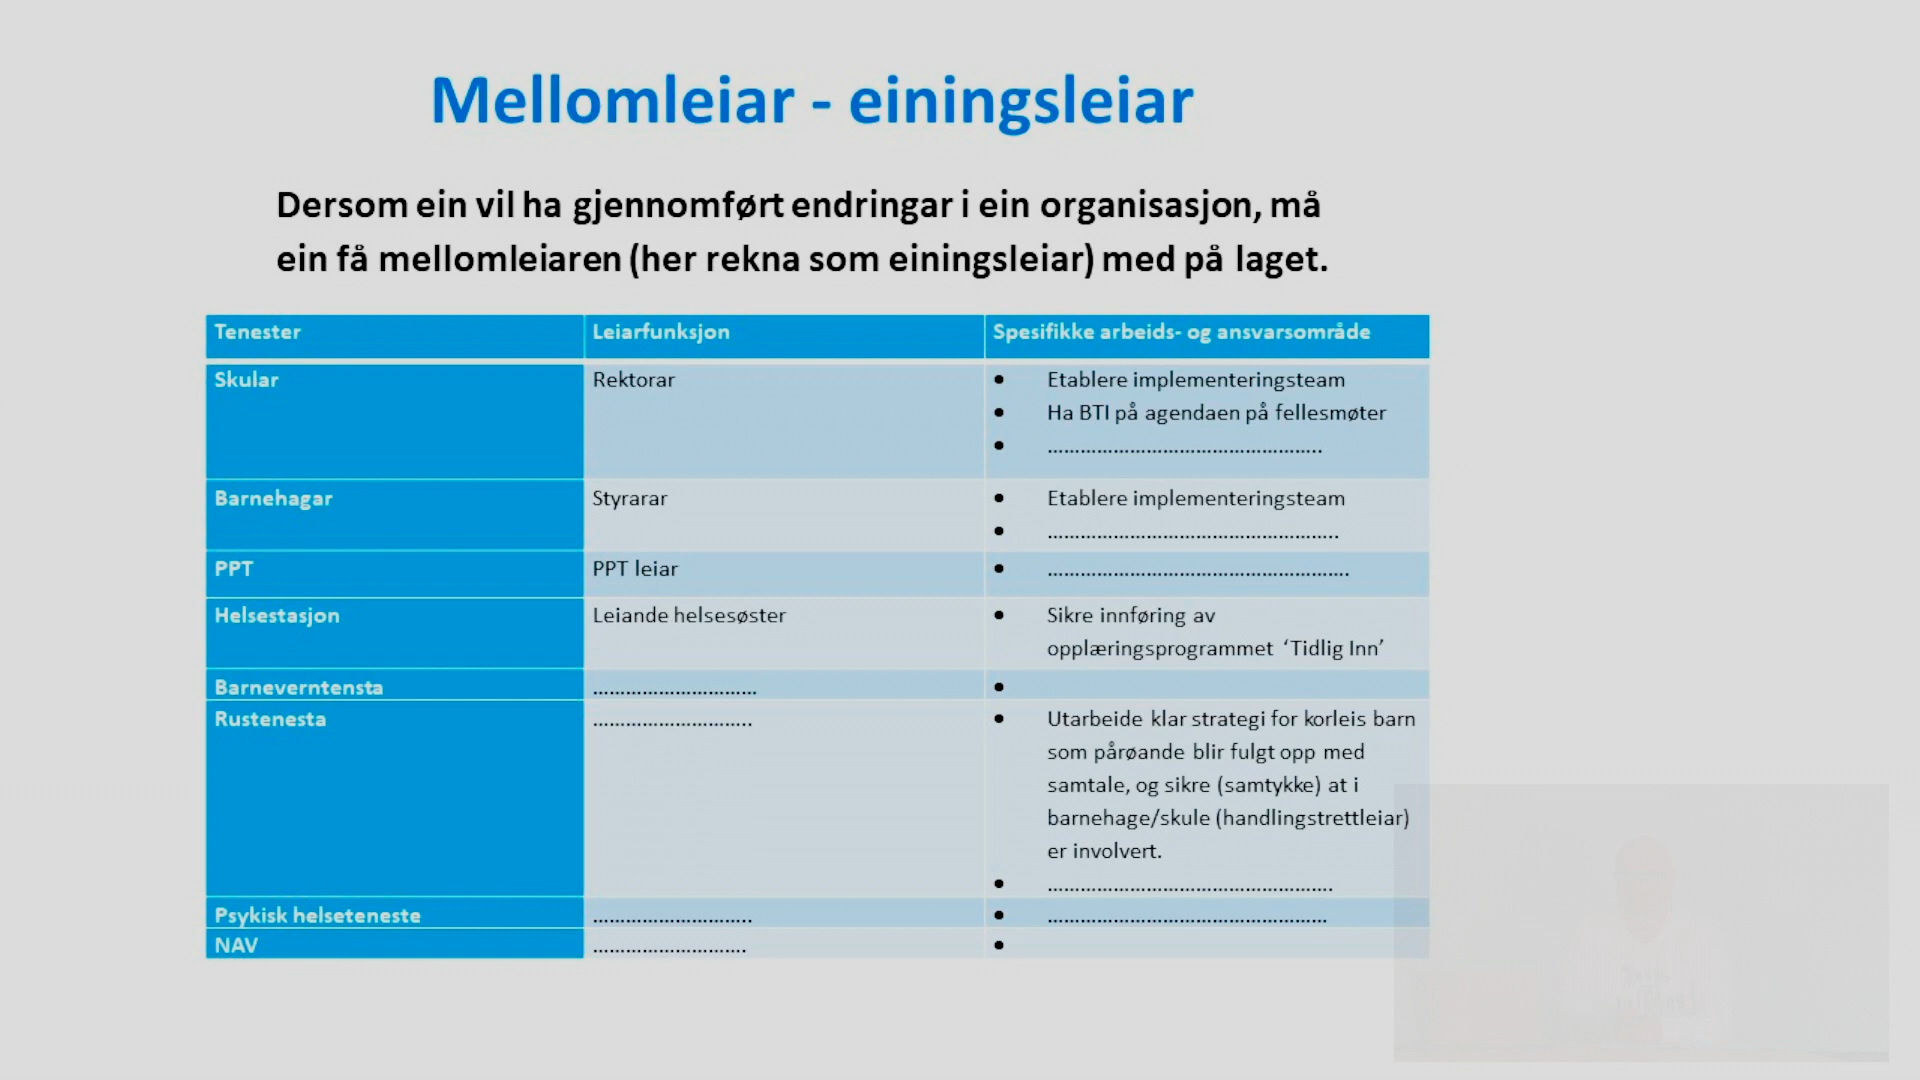 Mellomleiar - einingsleiar
Dersom ein vil ha gjennomført endringar i ein organisasjon, må
ein få mellomleiaren (her rekna som einingsleiar) med på laget.
Tenester Leiarfunksjon Spesifikke arbeids- og ansvarsområde
Skular Rektorar • Etablere implementeringsteam
• Ha BTI på agendaen på fellesmøter
• ..................................................
Barnehagar Styrarar • Etablere implementeringsteam
• .....................................................
PPT PPT leiar • .......................................................
Helsestasjon Leiande helsesøster • Sikre innføring av
opplæringsprogrammet ‘Tidlig Inn’
Barneverntensta .............................. •
Rustenesta ............................. • Utarbeide klar strategi for korleis barn
som pårøande blir fulgt opp med
samtale, og sikre (samtykke) at i
barnehage/skule (handlingstrettleiar)
er involvert.
• ....................................................
Psykisk helseteneste ............................. • ...................................................
NAV ............................ •